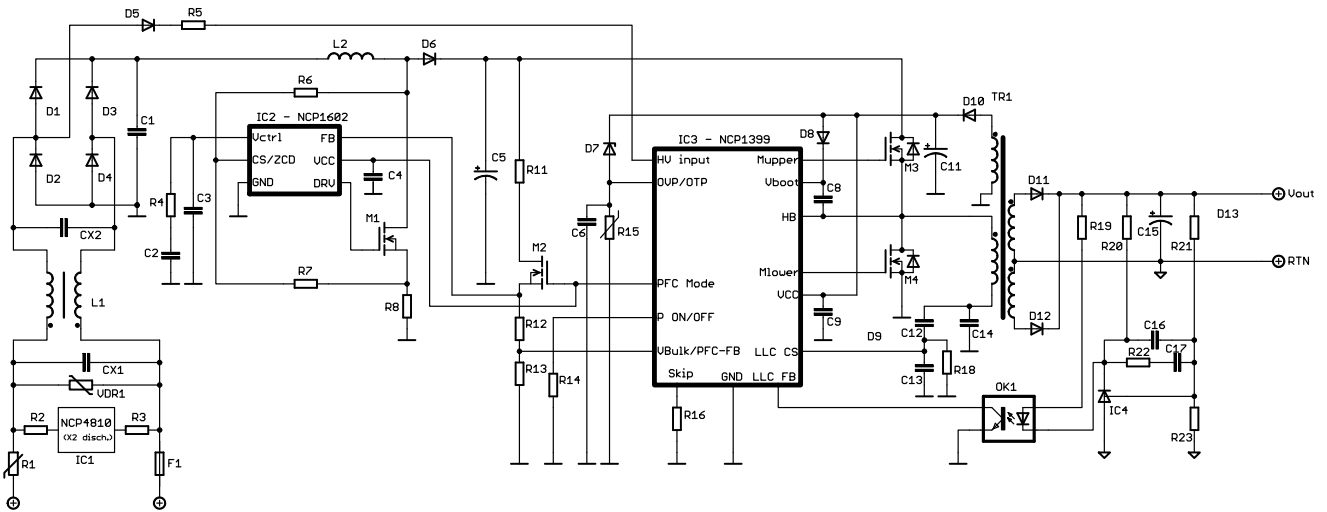 D5
R5
L2
D6
R6
D1
D3
C1
IC2 - NCP1602
Vctrl
FB
CS/ZCD
VCC
GND
DRV
D2
D4
C4
R4
C3
C2
CX2
M1
R7
R8
L1
CX1
VDR1
R2
NCP4810
(X2 disch.)
R3
IC1
R1
F1
C5
R11
M2
R12
R13
R14
D7
C6
R15
IC3 - NCP1399
HV input
Mupper
OVP/OTP
Vboot
HB
Mlower
PFC Mode
VCC
P ON/OFF
VBulk/PFC-FB
LLC CS
Skip
GND
LLC FB
R16
D8
C8
M3
C11
D10
TR1
M4
C9
D9
C12
C14
C13
R18
D11
D12
R19
R20
C15
R21
D13
Vout
RTN
C16
R22
C17
OK1
IC4
R23